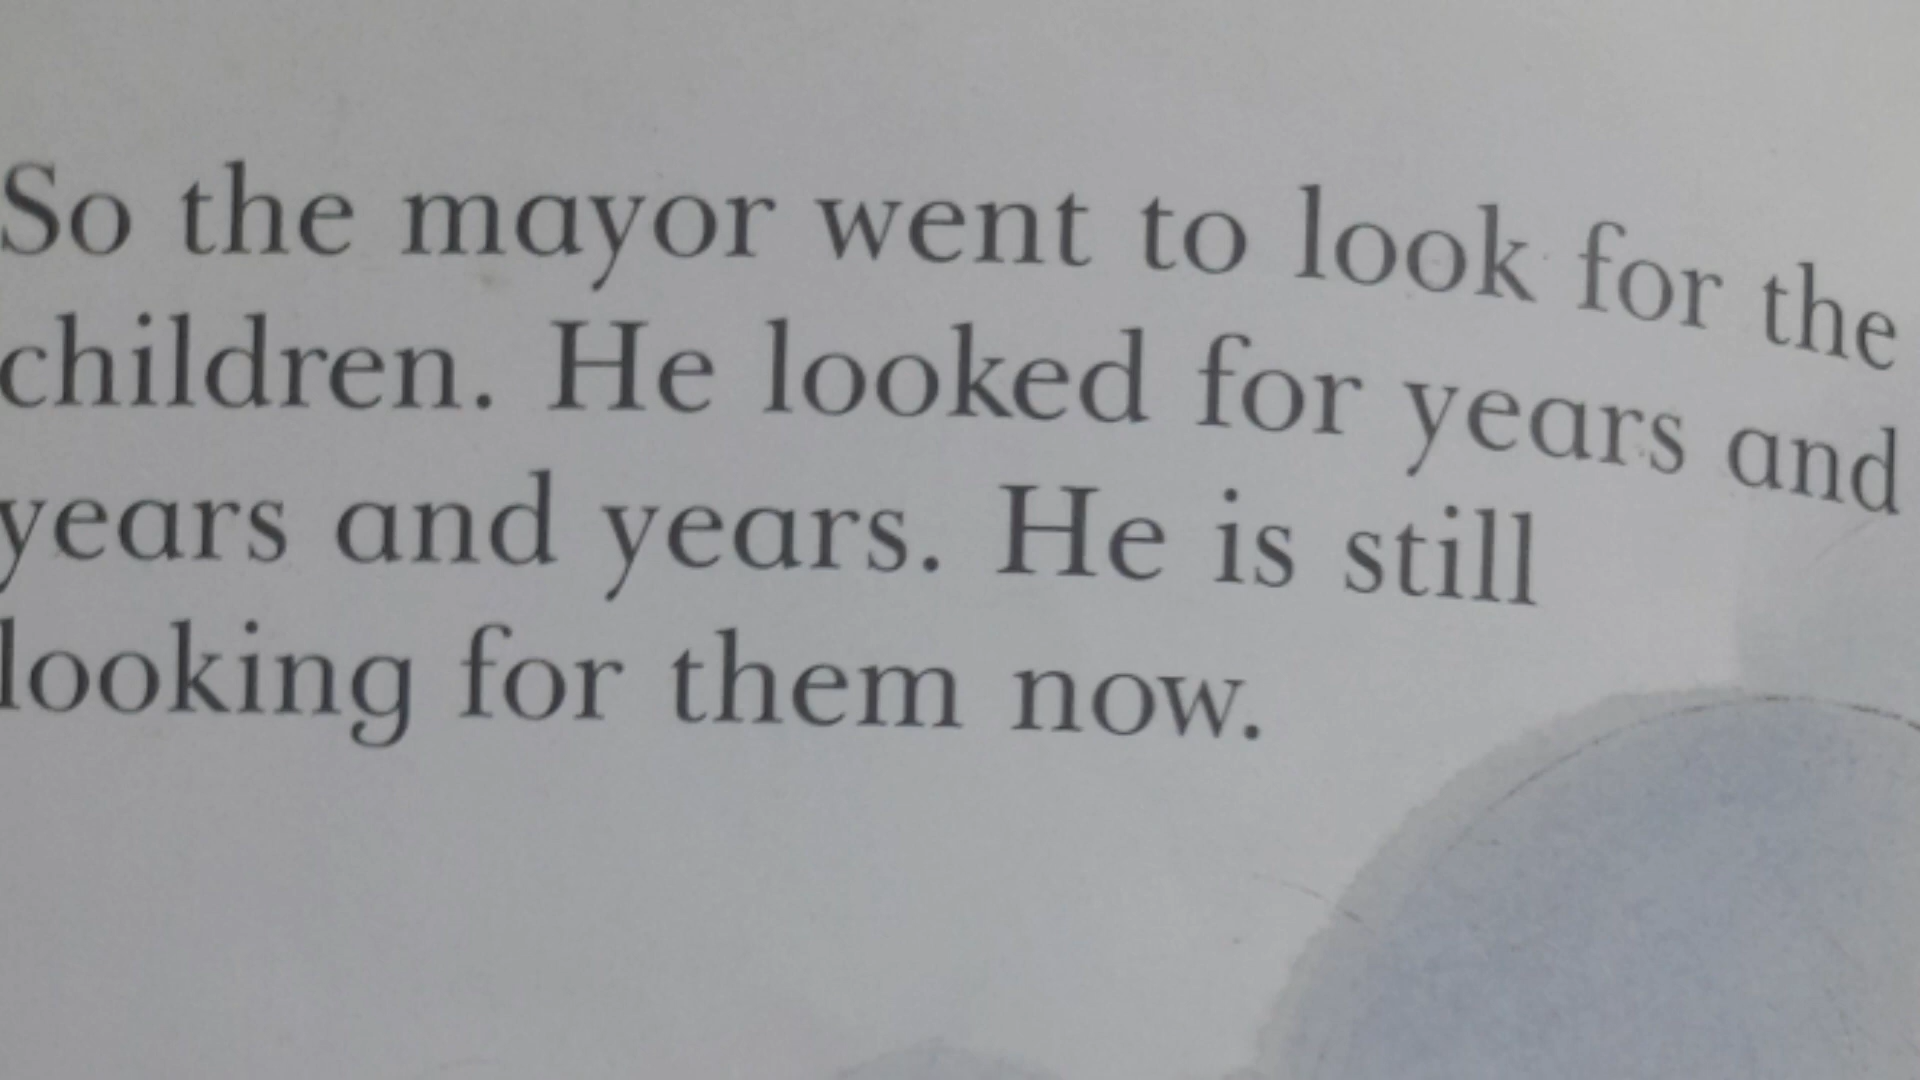 So the mayor went to look for the
children. He looked for years and
years and years. He is still
looking for them now.